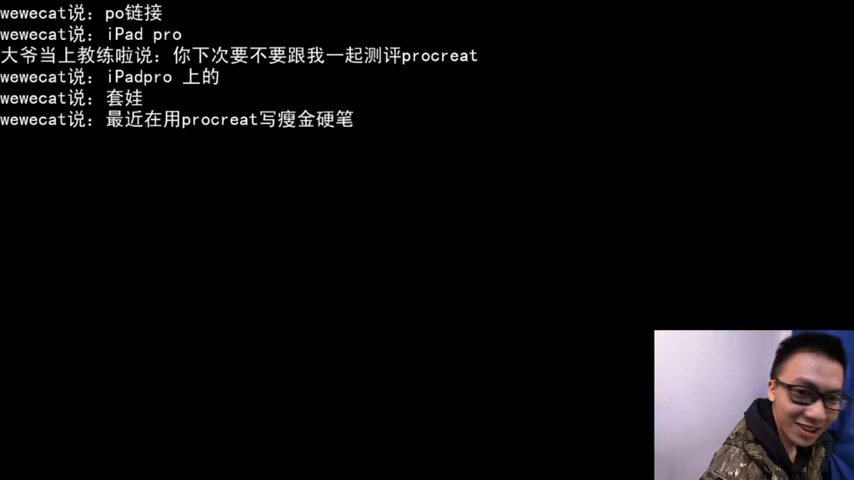 wewecat说：po链接
wewecat说：iPad pro
大爷当上教练啦说：你下次要不要跟我一起测评procreat
wewecat说：iPadpro 上的
wewecat说：套娃
wewecat说：最近在用procreat写瘦金硬笔